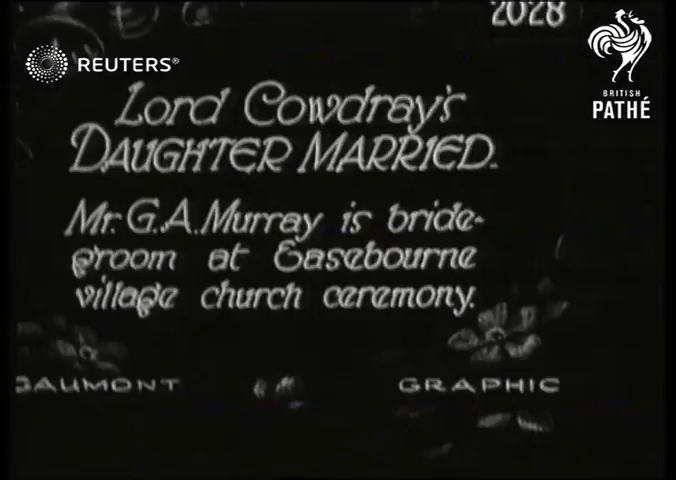 2028
REUTERS®
BRITISH
PATHÉ
Lord Cowdray's
DAUGHTER MARRIED.
Mr. G.A. Murray is bride-
groom at Easebourne
village church ceremony.
GAUMONT GRAPHIC